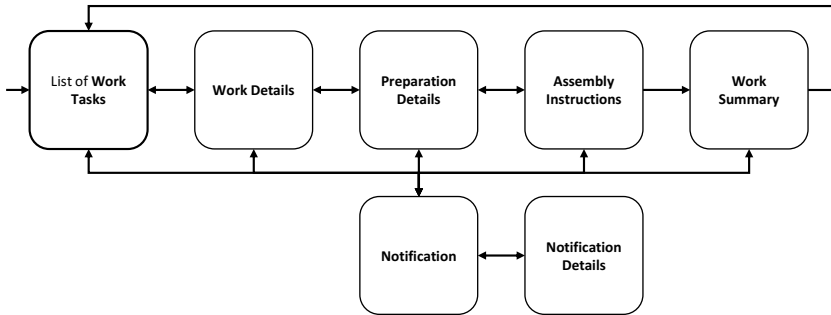 List of Work
Tasks
Work Details
Preparation
Details
Assembly
Instructions
Work
Summary
Notification
Notification
Details